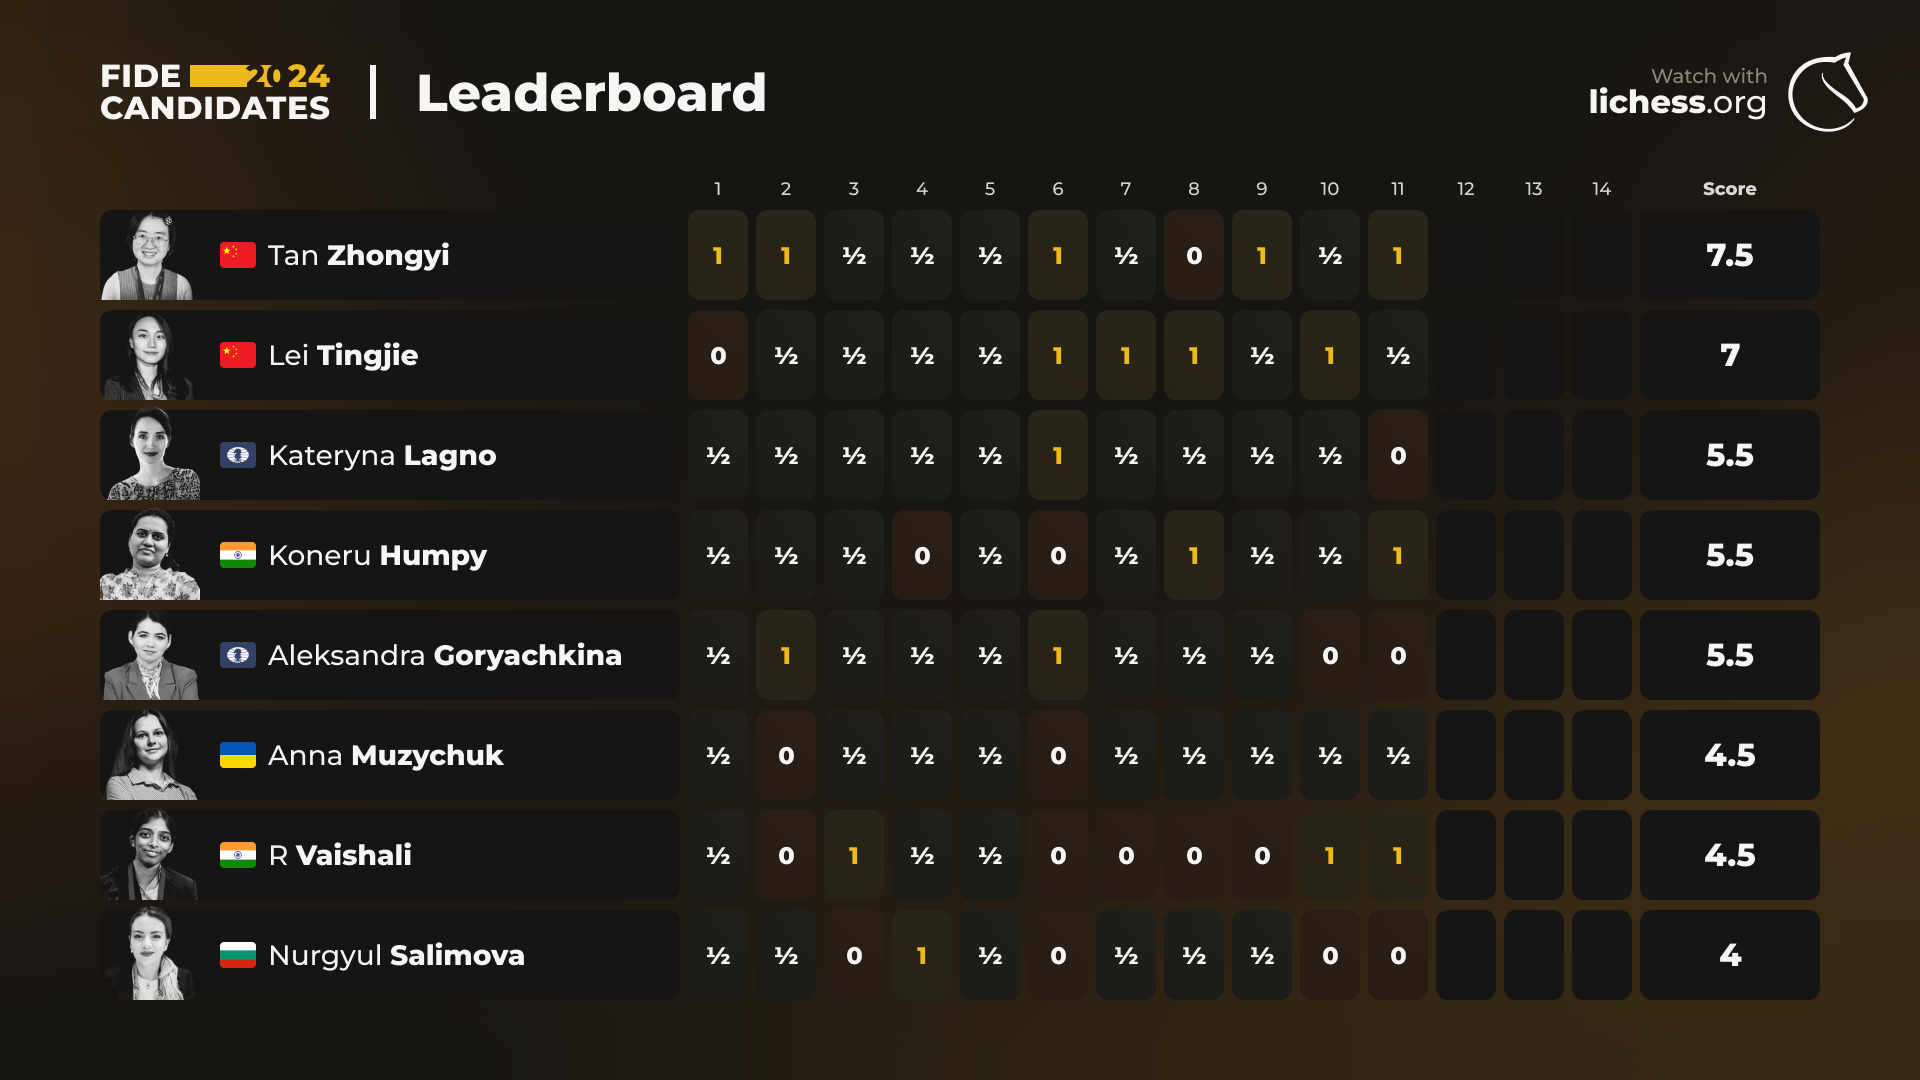 FIDE 2024
CANDIDATES
Leaderboard
Watch with
lichess.org
1 2 3 4 5 6 7 8 9 10 11 12 13 14 Score
Tan Zhongyi 1 1 ½ ½ ½ 1 ½ 0 1 ½ 1 7.5
Lei Tingjie 0 ½ ½ ½ ½ 1 1 1 ½ 1 ½ 7
Kateryna Lagno ½ ½ ½ ½ ½ 1 ½ ½ ½ ½ 0 5.5
Koneru Humpy ½ ½ ½ 0 ½ 0 ½ 1 ½ ½ 1 5.5
Aleksandra Goryachkina ½ 1 ½ ½ ½ 1 ½ ½ ½ 0 0 5.5
Anna Muzychuk ½ 0 ½ ½ ½ 0 ½ ½ ½ ½ ½ 4.5
R Vaishali ½ 0 1 ½ ½ 0 0 0 0 1 1 4.5
Nurgyul Salimova ½ ½ 0 1 ½ 0 ½ ½ ½ 0 0 4